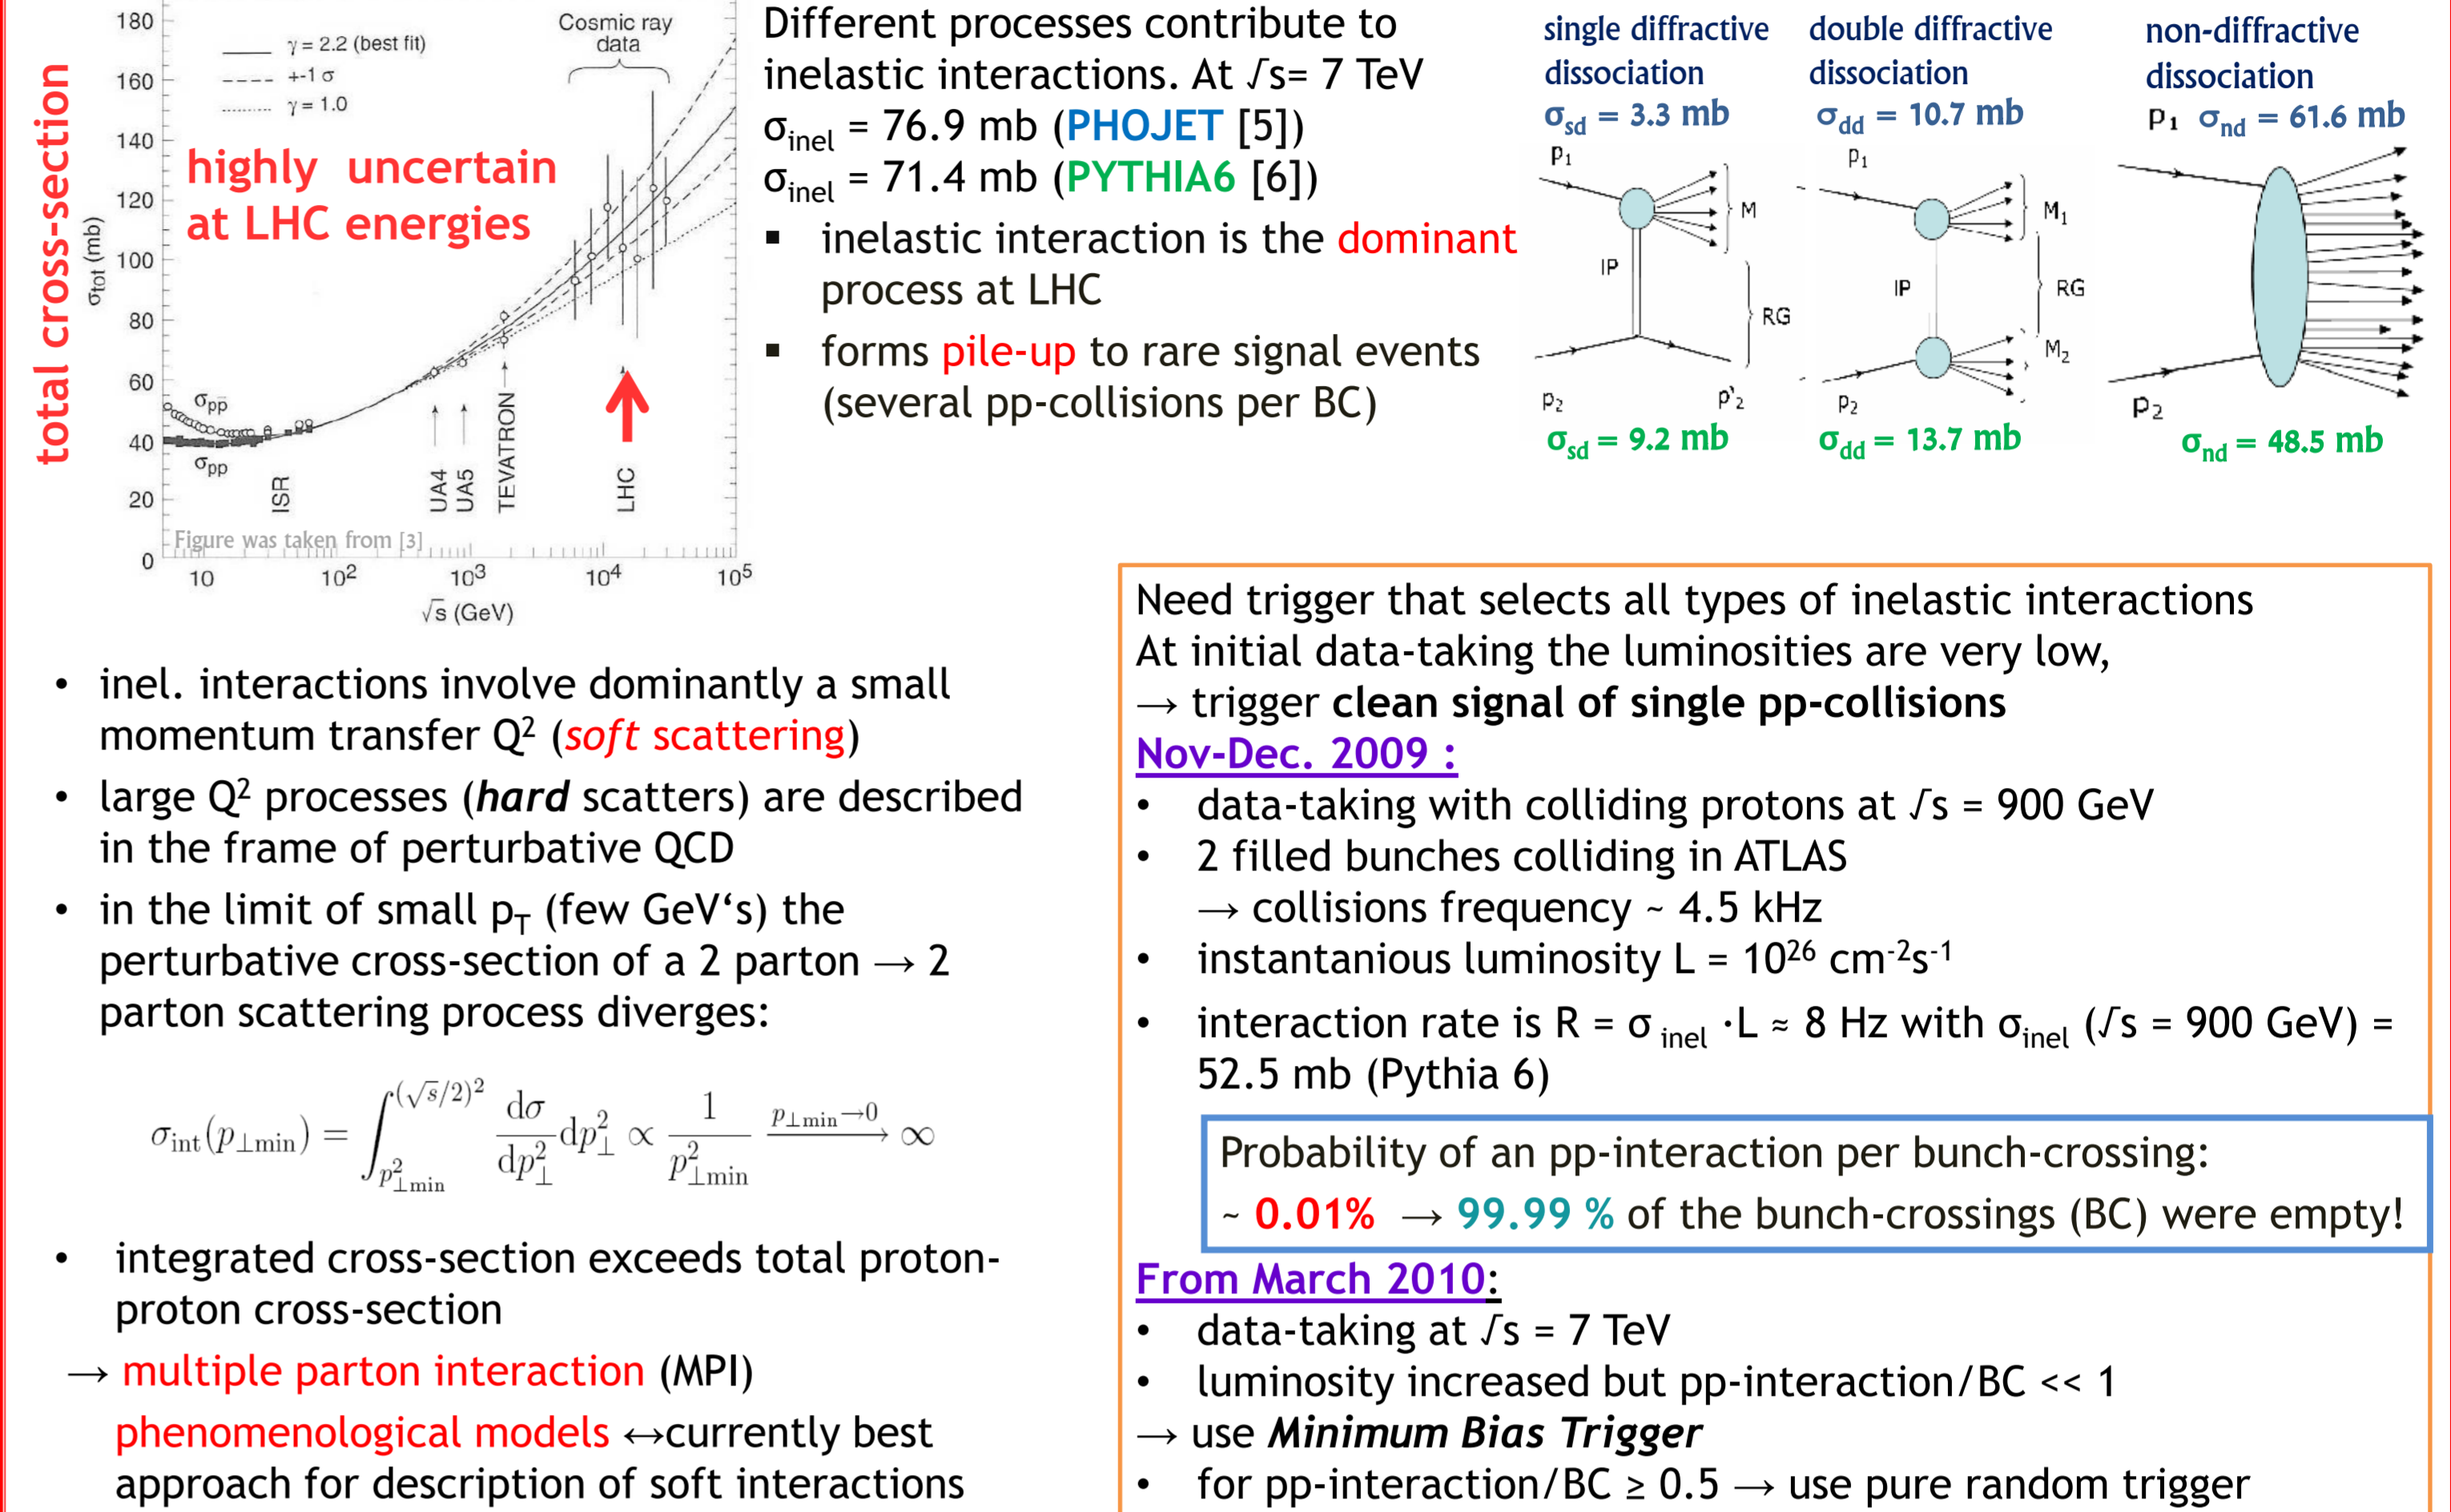 total cross-section
σtot (mb)
180
160
140
120
100
80
60
40
20
0
γ = 2.2 (best fit)
+-1 σ
γ = 1.0
Cosmic ray
data
highly uncertain
at LHC energies
σpp̄
σpp
ISR
UA4
UA5
TEVATRON
LHC
Figure was taken from [3]
10
10²
10³
10⁴
10⁵
√s (GeV)
Different processes contribute to
inelastic interactions. At √s= 7 TeV
σinel = 76.9 mb (PHOJET [5])
σinel = 71.4 mb (PYTHIA6 [6])
▪ inelastic interaction is the dominant
process at LHC
▪ forms pile-up to rare signal events
(several pp-collisions per BC)
single diffractive
dissociation
σsd = 3.3 mb
p₁
M
IP
RG
p₂
p'₂
σsd = 9.2 mb
double diffractive
dissociation
σdd = 10.7 mb
p₁
M₁
IP
RG
M₂
p₂
σdd = 13.7 mb
non-diffractive
dissociation
p₁ σnd = 61.6 mb
p₂
σnd = 48.5 mb
• inel. interactions involve dominantly a small
momentum transfer Q² (soft scattering)
• large Q² processes (hard scatters) are described
in the frame of perturbative QCD
• in the limit of small pT (few GeV‘s) the
perturbative cross-section of a 2 parton → 2
parton scattering process diverges:
σint(p⊥min) = ∫_{p²⊥min}^{(√s/2)²} dσ/dp²⊥ dp²⊥ ∝ 1/p²⊥min p⊥min→0 → ∞
• integrated cross-section exceeds total proton-
proton cross-section
→ multiple parton interaction (MPI)
phenomenological models ↔currently best
approach for description of soft interactions
Need trigger that selects all types of inelastic interactions
At initial data-taking the luminosities are very low,
→ trigger clean signal of single pp-collisions
Nov-Dec. 2009 :
• data-taking with colliding protons at √s = 900 GeV
• 2 filled bunches colliding in ATLAS
→ collisions frequency ~ 4.5 kHz
• instantanious luminosity L = 10²⁶ cm⁻²s⁻¹
• interaction rate is R = σ inel ·L ≈ 8 Hz with σinel (√s = 900 GeV) =
52.5 mb (Pythia 6)
Probability of an pp-interaction per bunch-crossing:
~ 0.01% → 99.99 % of the bunch-crossings (BC) were empty!
From March 2010:
• data-taking at √s = 7 TeV
• luminosity increased but pp-interaction/BC << 1
→ use Minimum Bias Trigger
• for pp-interaction/BC ≥ 0.5 → use pure random trigger